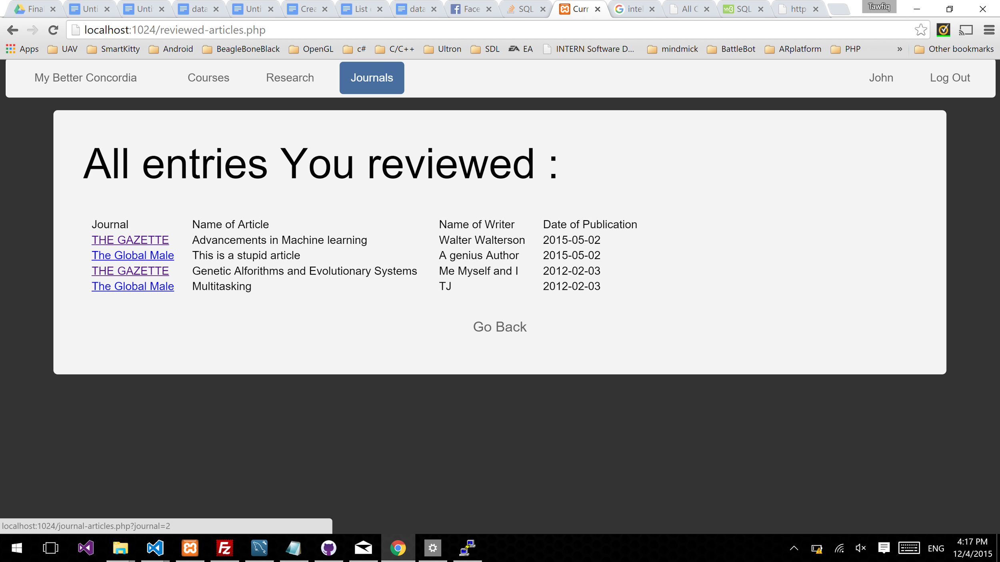 Final Unti Unti data Unti Crea List data Face SQL Curr intel All C SQL http Tawfiq
localhost:1024/reviewed-articles.php
Apps UAV SmartKitty Android BeagleBoneBlack OpenGL c# C/C++ Ultron SDL EA INTERN Software D... mindmick BattleBot ARplatform PHP » Other bookmarks
My Better Concordia Courses Research Journals John Log Out
All entries You reviewed :
Journal Name of Article Name of Writer Date of Publication
THE GAZETTE Advancements in Machine learning Walter Walterson 2015-05-02
The Global Male This is a stupid article A genius Author 2015-05-02
THE GAZETTE Genetic Alforithms and Evolutionary Systems Me Myself and I 2012-02-03
The Global Male Multitasking TJ 2012-02-03
Go Back
localhost:1024/journal-articles.php?journal=2
ENG 4:17 PM
12/4/2015